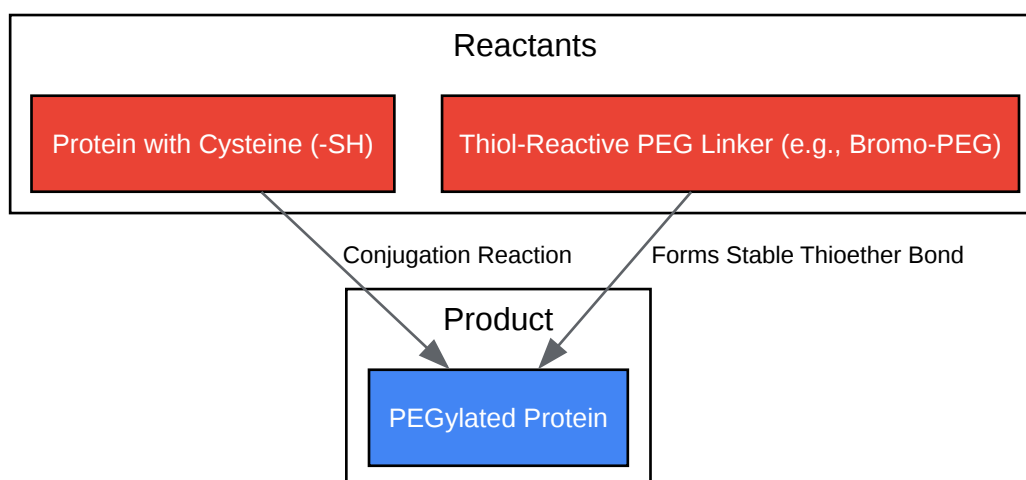 Reactants
Protein with Cysteine (-SH)
Thiol-Reactive PEG Linker (e.g., Bromo-PEG)
Conjugation Reaction
Forms Stable Thioether Bond
Product
PEGylated Protein